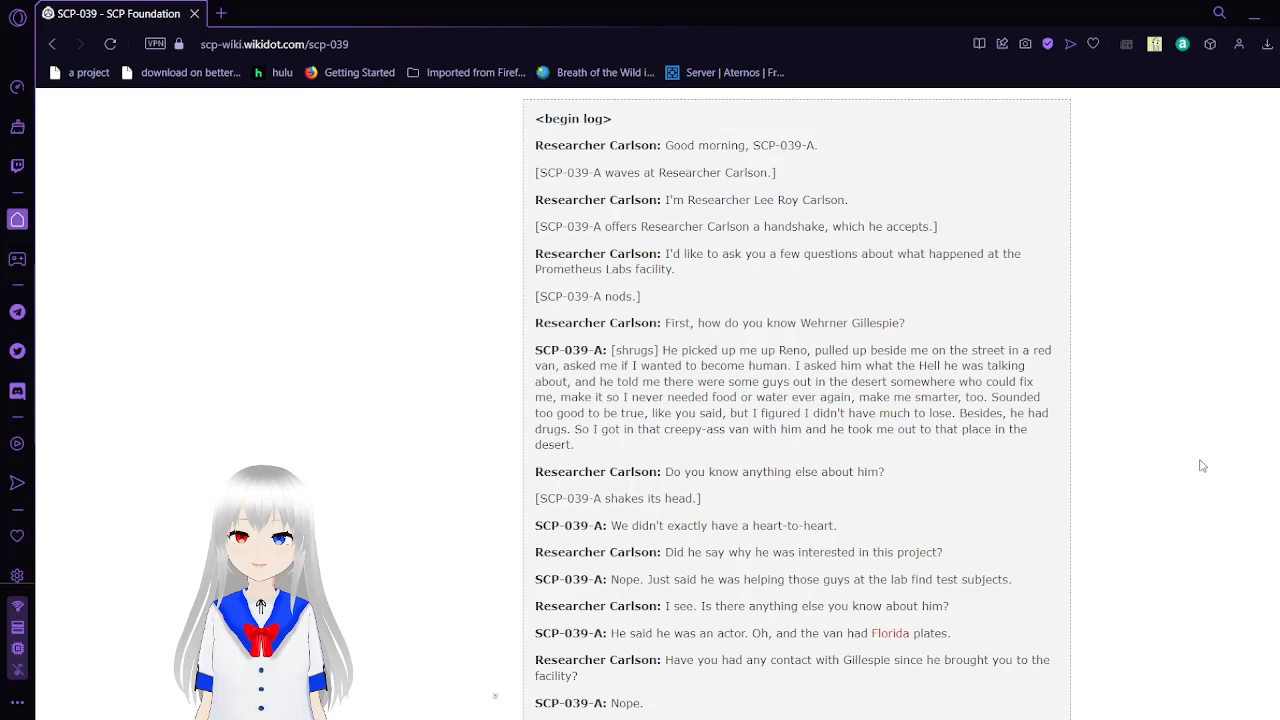 SCP-039 - SCP Foundation
VPN
scp-wiki.wikidot.com/scp-039
a project
download on better...
hulu
Getting Started
Imported from Firef...
Breath of the Wild i...
Server | Aternos | Fr...
<begin log>
Researcher Carlson: Good morning, SCP-039-A.
[SCP-039-A waves at Researcher Carlson.]
Researcher Carlson: I'm Researcher Lee Roy Carlson.
[SCP-039-A offers Researcher Carlson a handshake, which he accepts.]
Researcher Carlson: I'd like to ask you a few questions about what happened at the
Prometheus Labs facility.
[SCP-039-A nods.]
Researcher Carlson: First, how do you know Wehrner Gillespie?
SCP-039-A: [shrugs] He picked up me up Reno, pulled up beside me on the street in a red
van, asked me if I wanted to become human. I asked him what the Hell he was talking
about, and he told me there were some guys out in the desert somewhere who could fix
me, make it so I never needed food or water ever again, make me smarter, too. Sounded
too good to be true, like you said, but I figured I didn't have much to lose. Besides, he had
drugs. So I got in that creepy-ass van with him and he took me out to that place in the
desert.
Researcher Carlson: Do you know anything else about him?
[SCP-039-A shakes its head.]
SCP-039-A: We didn't exactly have a heart-to-heart.
Researcher Carlson: Did he say why he was interested in this project?
SCP-039-A: Nope. Just said he was helping those guys at the lab find test subjects.
Researcher Carlson: I see. Is there anything else you know about him?
SCP-039-A: He said he was an actor. Oh, and the van had Florida plates.
Researcher Carlson: Have you had any contact with Gillespie since he brought you to the
facility?
SCP-039-A: Nope.